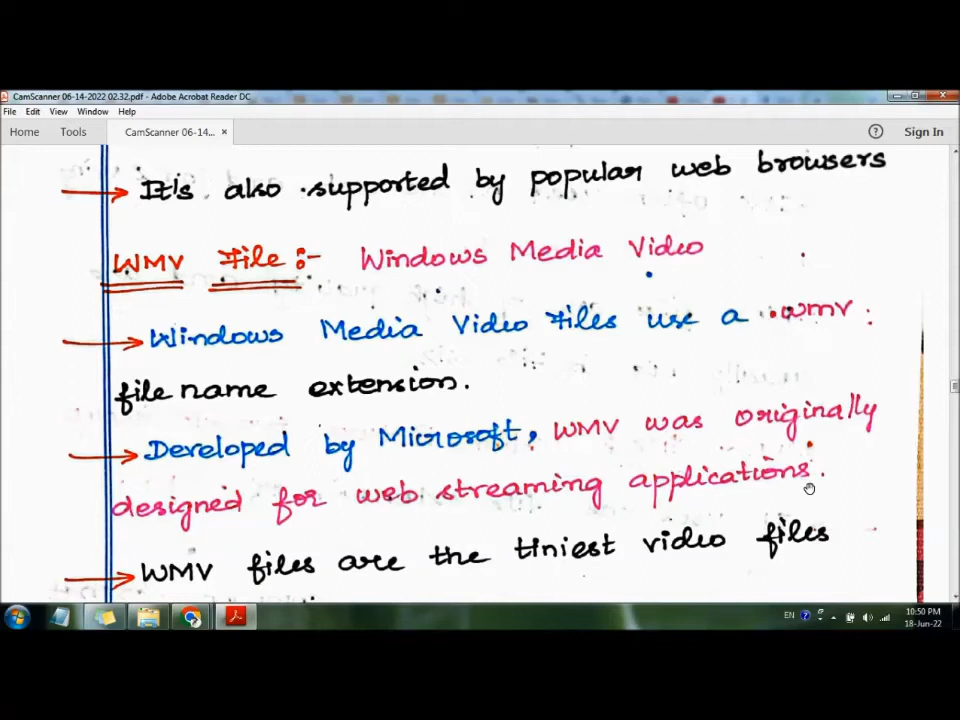 CamScanner 06-14-2022 02.32.pdf - Adobe Acrobat Reader DC
File Edit View Window Help
Home Tools CamScanner 06-14... × ? Sign In
It's also supported by popular web browsers
WMV File:- Windows Media Video
Windows Media Video Files use a .wmv
file name extension.
Developed by Microsoft, WMV was originally
designed for web streaming applications.
WMV files are the tiniest video files
EN 10:50 PM
18-Jun-22